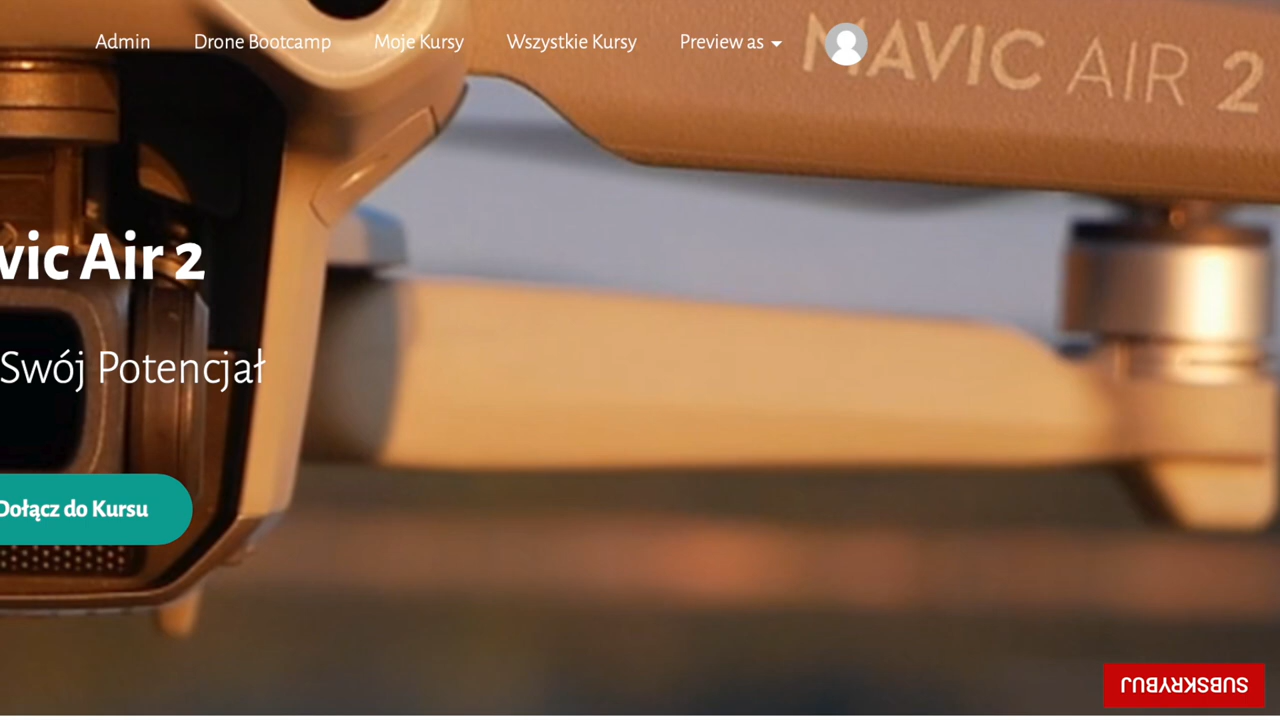 Admin Drone Bootcamp Moje Kursy Wszystkie Kursy Preview as
MAVIC AIR 2
vic Air 2
Swój Potencjał
Dołącz do Kursu
SUBSKRYBUJ